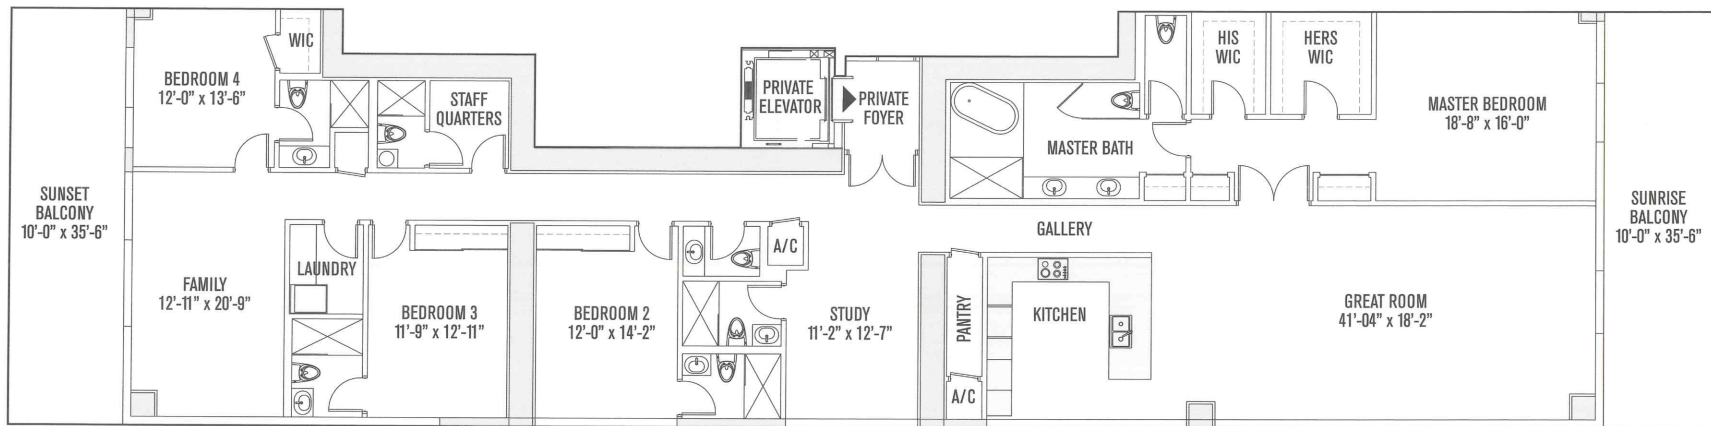 WIC
BEDROOM 4
12'-0" x 13'-6"
STAFF
QUARTERS
PRIVATE
ELEVATOR
PRIVATE
FOYER
HIS
WIC
HERS
WIC
MASTER BEDROOM
18'-8" x 16'-0"
MASTER BATH
SUNSET
BALCONY
10'-0" x 35'-6"
SUNRISE
BALCONY
10'-0" x 35'-6"
GALLERY
A/C
LAUNDRY
FAMILY
12'-11" x 20'-9"
BEDROOM 3
11'-9" x 12'-11"
BEDROOM 2
12'-0" x 14'-2"
STUDY
11'-2" x 12'-7"
PANTRY
KITCHEN
GREAT ROOM
41'-04" x 18'-2"
A/C